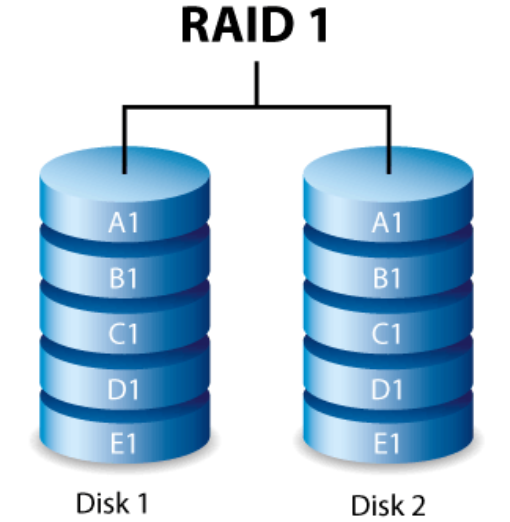 RAID 1
A1 A1
B1 B1
C1 C1
D1 D1
E1 E1
Disk 1 Disk 2